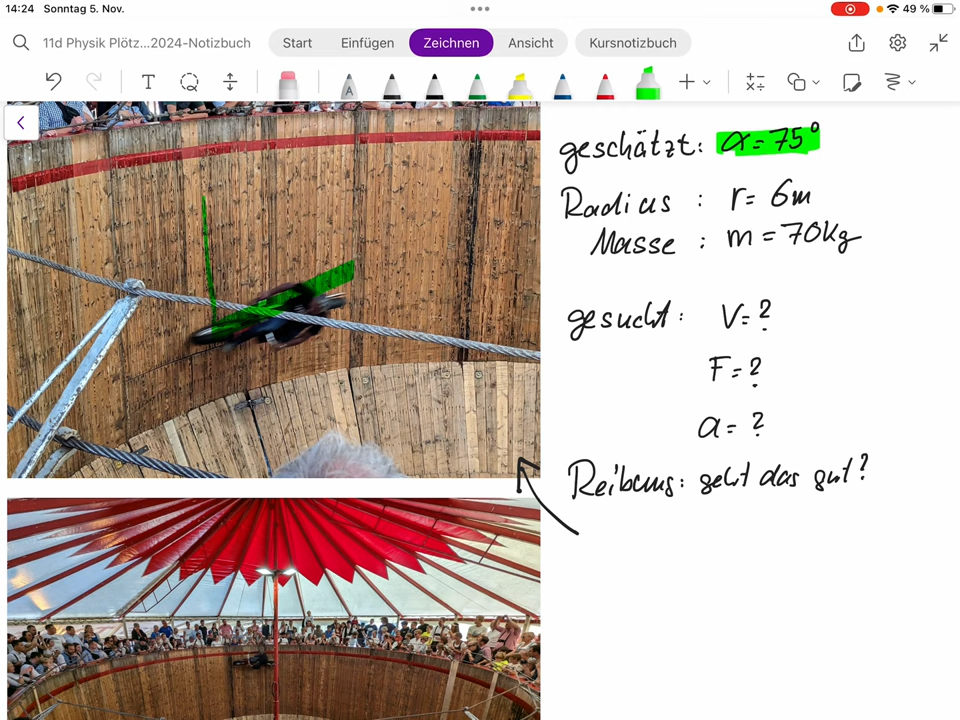 14:24 Sonntag 5. Nov.
49 %
11d Physik Plötz...2024-Notizbuch
Start Einfügen Zeichnen Ansicht Kursnotizbuch
T
A
geschätzt: α = 75°
Radius : r = 6m
Masse : m = 70kg
gesucht: V = ?
F = ?
a = ?
Reibung: geht das gut?